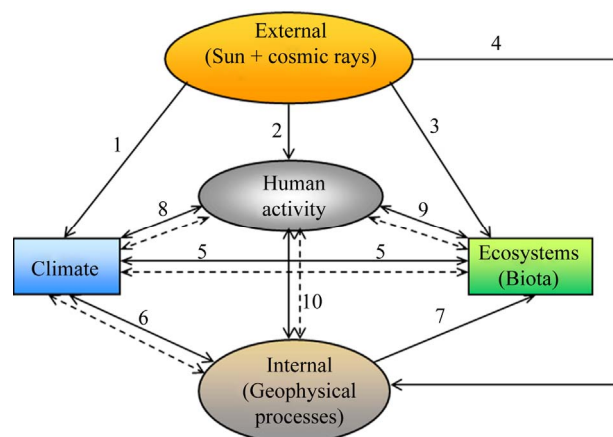 External
(Sun + cosmic rays)
4
1
2
3
Human
activity
8
9
Climate
5
5
Ecosystems
(Biota)
6
10
7
Internal
(Geophysical
processes)